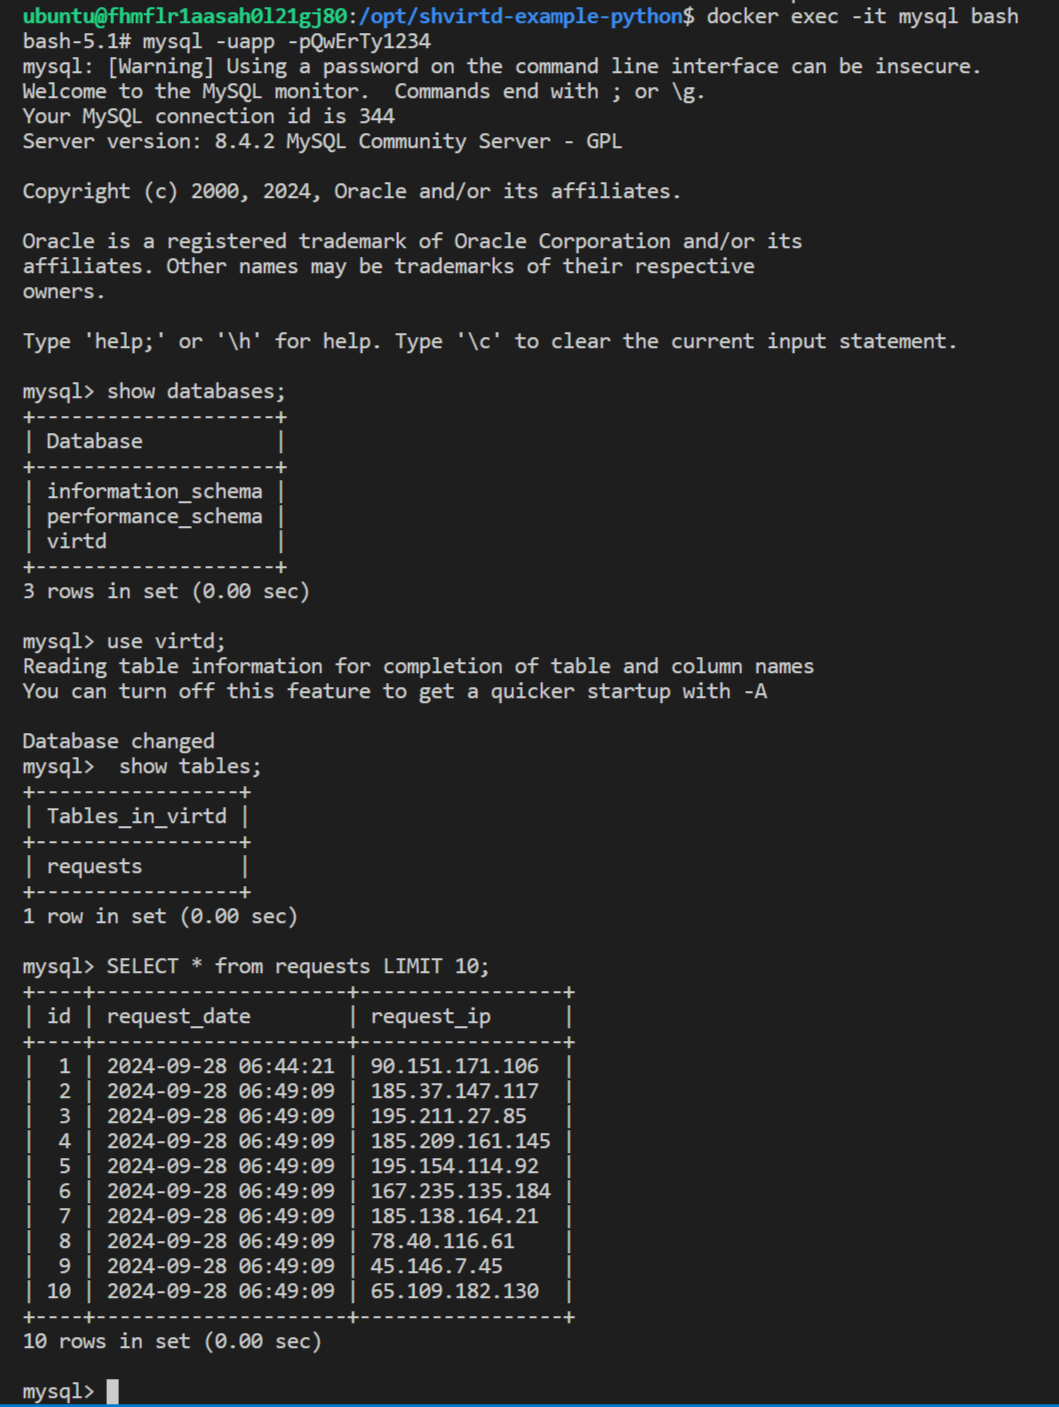 ubuntu@fhmflr1aasah0l21gj80:/opt/shvirtd-example-python$ docker exec -it mysql bash
bash-5.1# mysql -uapp -pQwErTy1234
mysql: [Warning] Using a password on the command line interface can be insecure.
Welcome to the MySQL monitor.  Commands end with ; or \g.
Your MySQL connection id is 344
Server version: 8.4.2 MySQL Community Server - GPL

Copyright (c) 2000, 2024, Oracle and/or its affiliates.

Oracle is a registered trademark of Oracle Corporation and/or its
affiliates. Other names may be trademarks of their respective
owners.

Type 'help;' or '\h' for help. Type '\c' to clear the current input statement.

mysql> show databases;
+--------------------+
| Database           |
+--------------------+
| information_schema |
| performance_schema |
| virtd              |
+--------------------+
3 rows in set (0.00 sec)

mysql> use virtd;
Reading table information for completion of table and column names
You can turn off this feature to get a quicker startup with -A

Database changed
mysql>  show tables;
+-----------------+
| Tables_in_virtd |
+-----------------+
| requests        |
+-----------------+
1 row in set (0.00 sec)

mysql> SELECT * from requests LIMIT 10;
+----+---------------------+-----------------+
| id | request_date        | request_ip      |
+----+---------------------+-----------------+
|  1 | 2024-09-28 06:44:21 | 90.151.171.106  |
|  2 | 2024-09-28 06:49:09 | 185.37.147.117  |
|  3 | 2024-09-28 06:49:09 | 195.211.27.85   |
|  4 | 2024-09-28 06:49:09 | 185.209.161.145 |
|  5 | 2024-09-28 06:49:09 | 195.154.114.92  |
|  6 | 2024-09-28 06:49:09 | 167.235.135.184 |
|  7 | 2024-09-28 06:49:09 | 185.138.164.21  |
|  8 | 2024-09-28 06:49:09 | 78.40.116.61    |
|  9 | 2024-09-28 06:49:09 | 45.146.7.45     |
| 10 | 2024-09-28 06:49:09 | 65.109.182.130  |
+----+---------------------+-----------------+
10 rows in set (0.00 sec)

mysql>